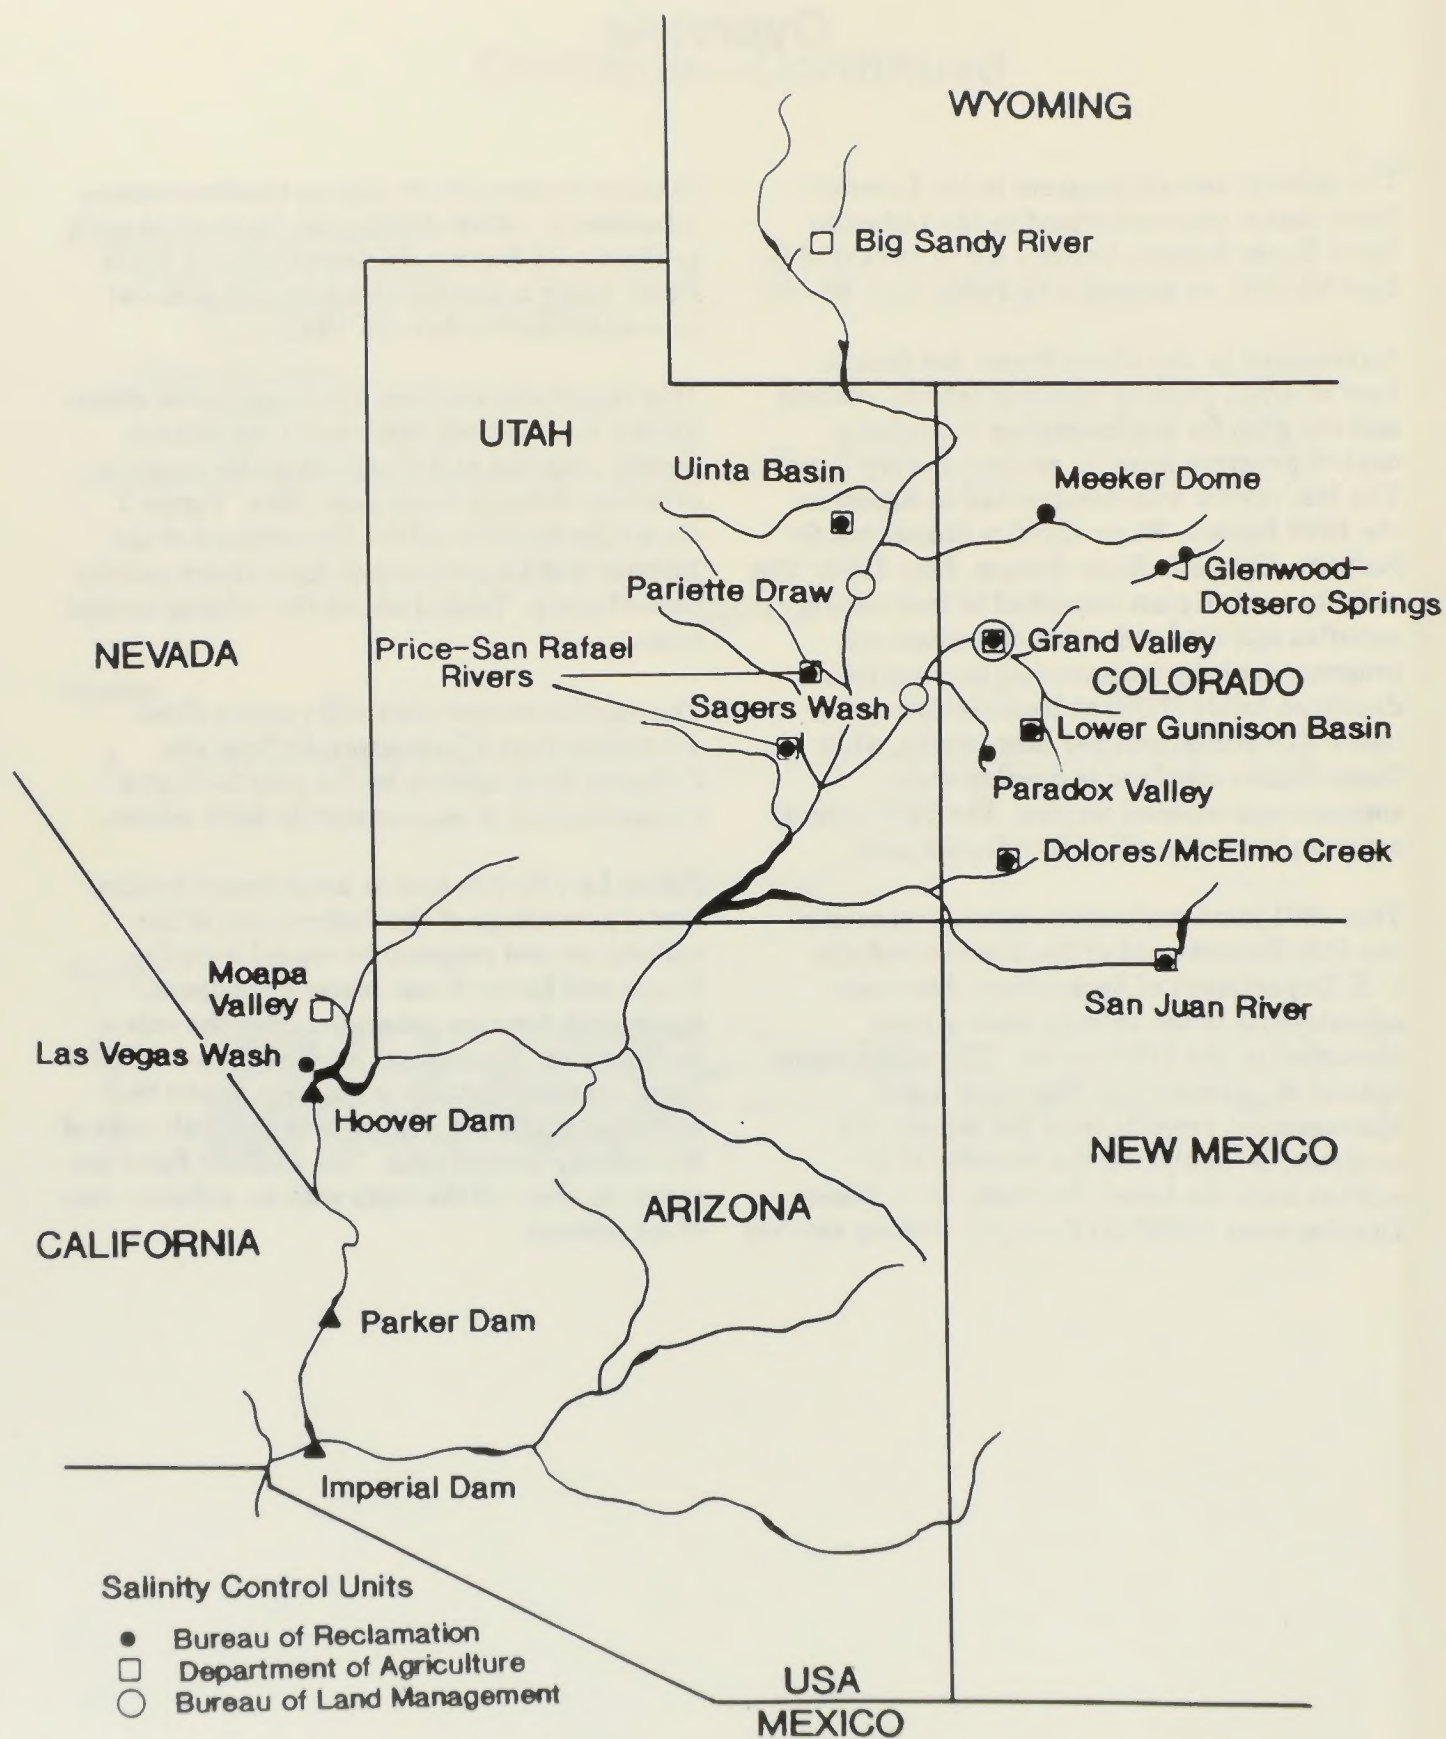 WYOMING
Big Sandy River
UTAH
Uinta Basin
Meeker Dome
Pariette Draw
Glenwood-
Dotsero Springs
NEVADA
Price-San Rafael
Rivers
Grand Valley
COLORADO
Sagers Wash
Lower Gunnison Basin
Paradox Valley
Dolores/McElmo Creek
Moapa
Valley
San Juan River
Las Vegas Wash
Hoover Dam
NEW MEXICO
ARIZONA
CALIFORNIA
Parker Dam
Imperial Dam
Salinity Control Units
Bureau of Reclamation
Department of Agriculture
Bureau of Land Management
USA
MEXICO